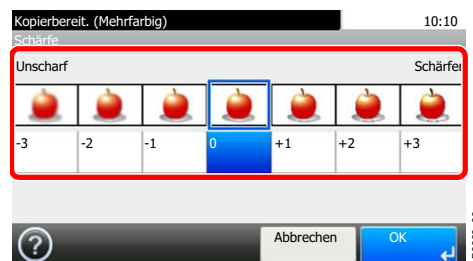 Kopierbereit. (Mehrfarbig) 10:10
Schärfe
Unscharf Schärfer
-3 -2 -1 0 +1 +2 +3
? Abbrechen OK